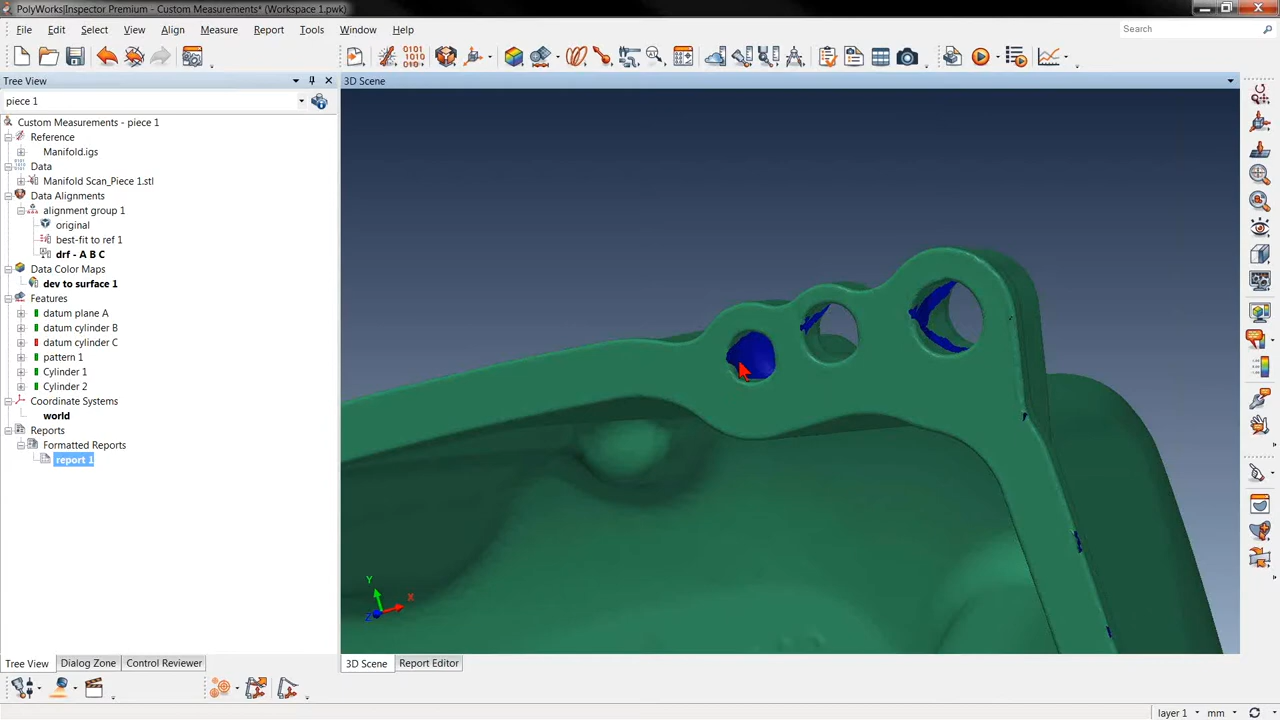 PolyWorks|Inspector Premium - Custom Measurements* (Workspace 1.pwk)
File Edit Select View Align Measure Report Tools Window Help
Search
Tree View
3D Scene
piece 1
Custom Measurements - piece 1
Reference
Manifold.igs
Data
Manifold Scan_Piece 1.stl
Data Alignments
alignment group 1
original
best-fit to ref 1
drf - A B C
Data Color Maps
dev to surface 1
Features
datum plane A
datum cylinder B
datum cylinder C
pattern 1
Cylinder 1
Cylinder 2
Coordinate Systems
world
Reports
Formatted Reports
report 1
Y
X
Z
Tree View Dialog Zone Control Reviewer
3D Scene Report Editor
layer 1 mm